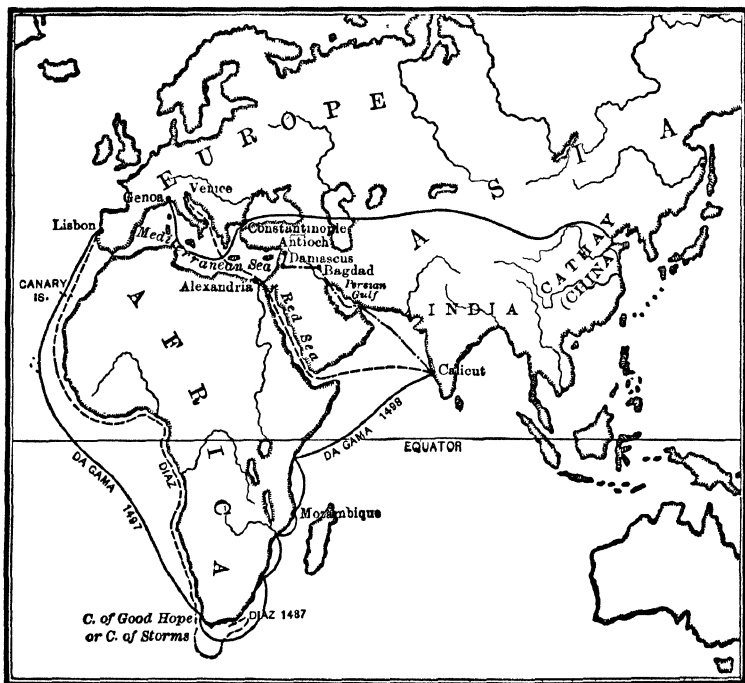 EUROPE
ASIA
Genoa
Venice
Lisbon
Constantinople
Antioch
Mediterranean Sea
Damascus
Bagdad
CATHAY
(CHINA)
CANARY
IS.
Alexandria
Persian
Gulf
INDIA
AFRICA
Red Sea
Calicut
DA GAMA 1498
EQUATOR
DIAZ
DA GAMA 1497
Mozambique
C. of Good Hope
or C. of Storms
DIAZ 1487